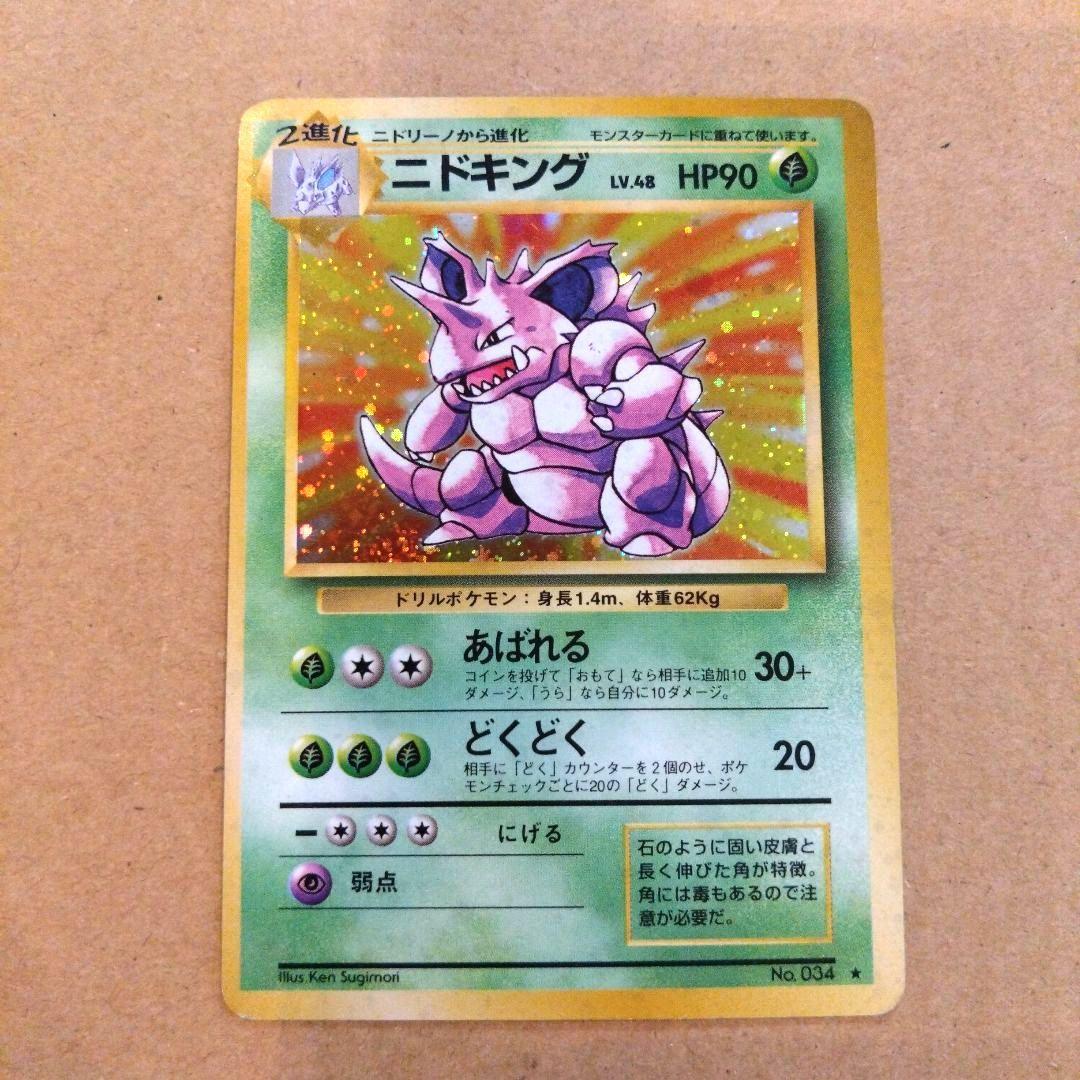 2進化 ニドリーノから進化 モンスターカードに重ねて使います。
ニドキング LV.48 HP90
ドリルポケモン：身長1.4m、体重62Kg
あばれる
コインを投げて「おもて」なら相手に追加10
ダメージ、「うら」なら自分に10ダメージ。
30+
どくどく
相手に「どく」カウンターを2個のせ、ポケ
モンチェックごとに20の「どく」ダメージ。
20
ー にげる
弱点
石のように固い皮膚と
長く伸びた角が特徴。
角には毒もあるので注
意が必要だ。
Illus. Ken Sugimori No. 034 ★